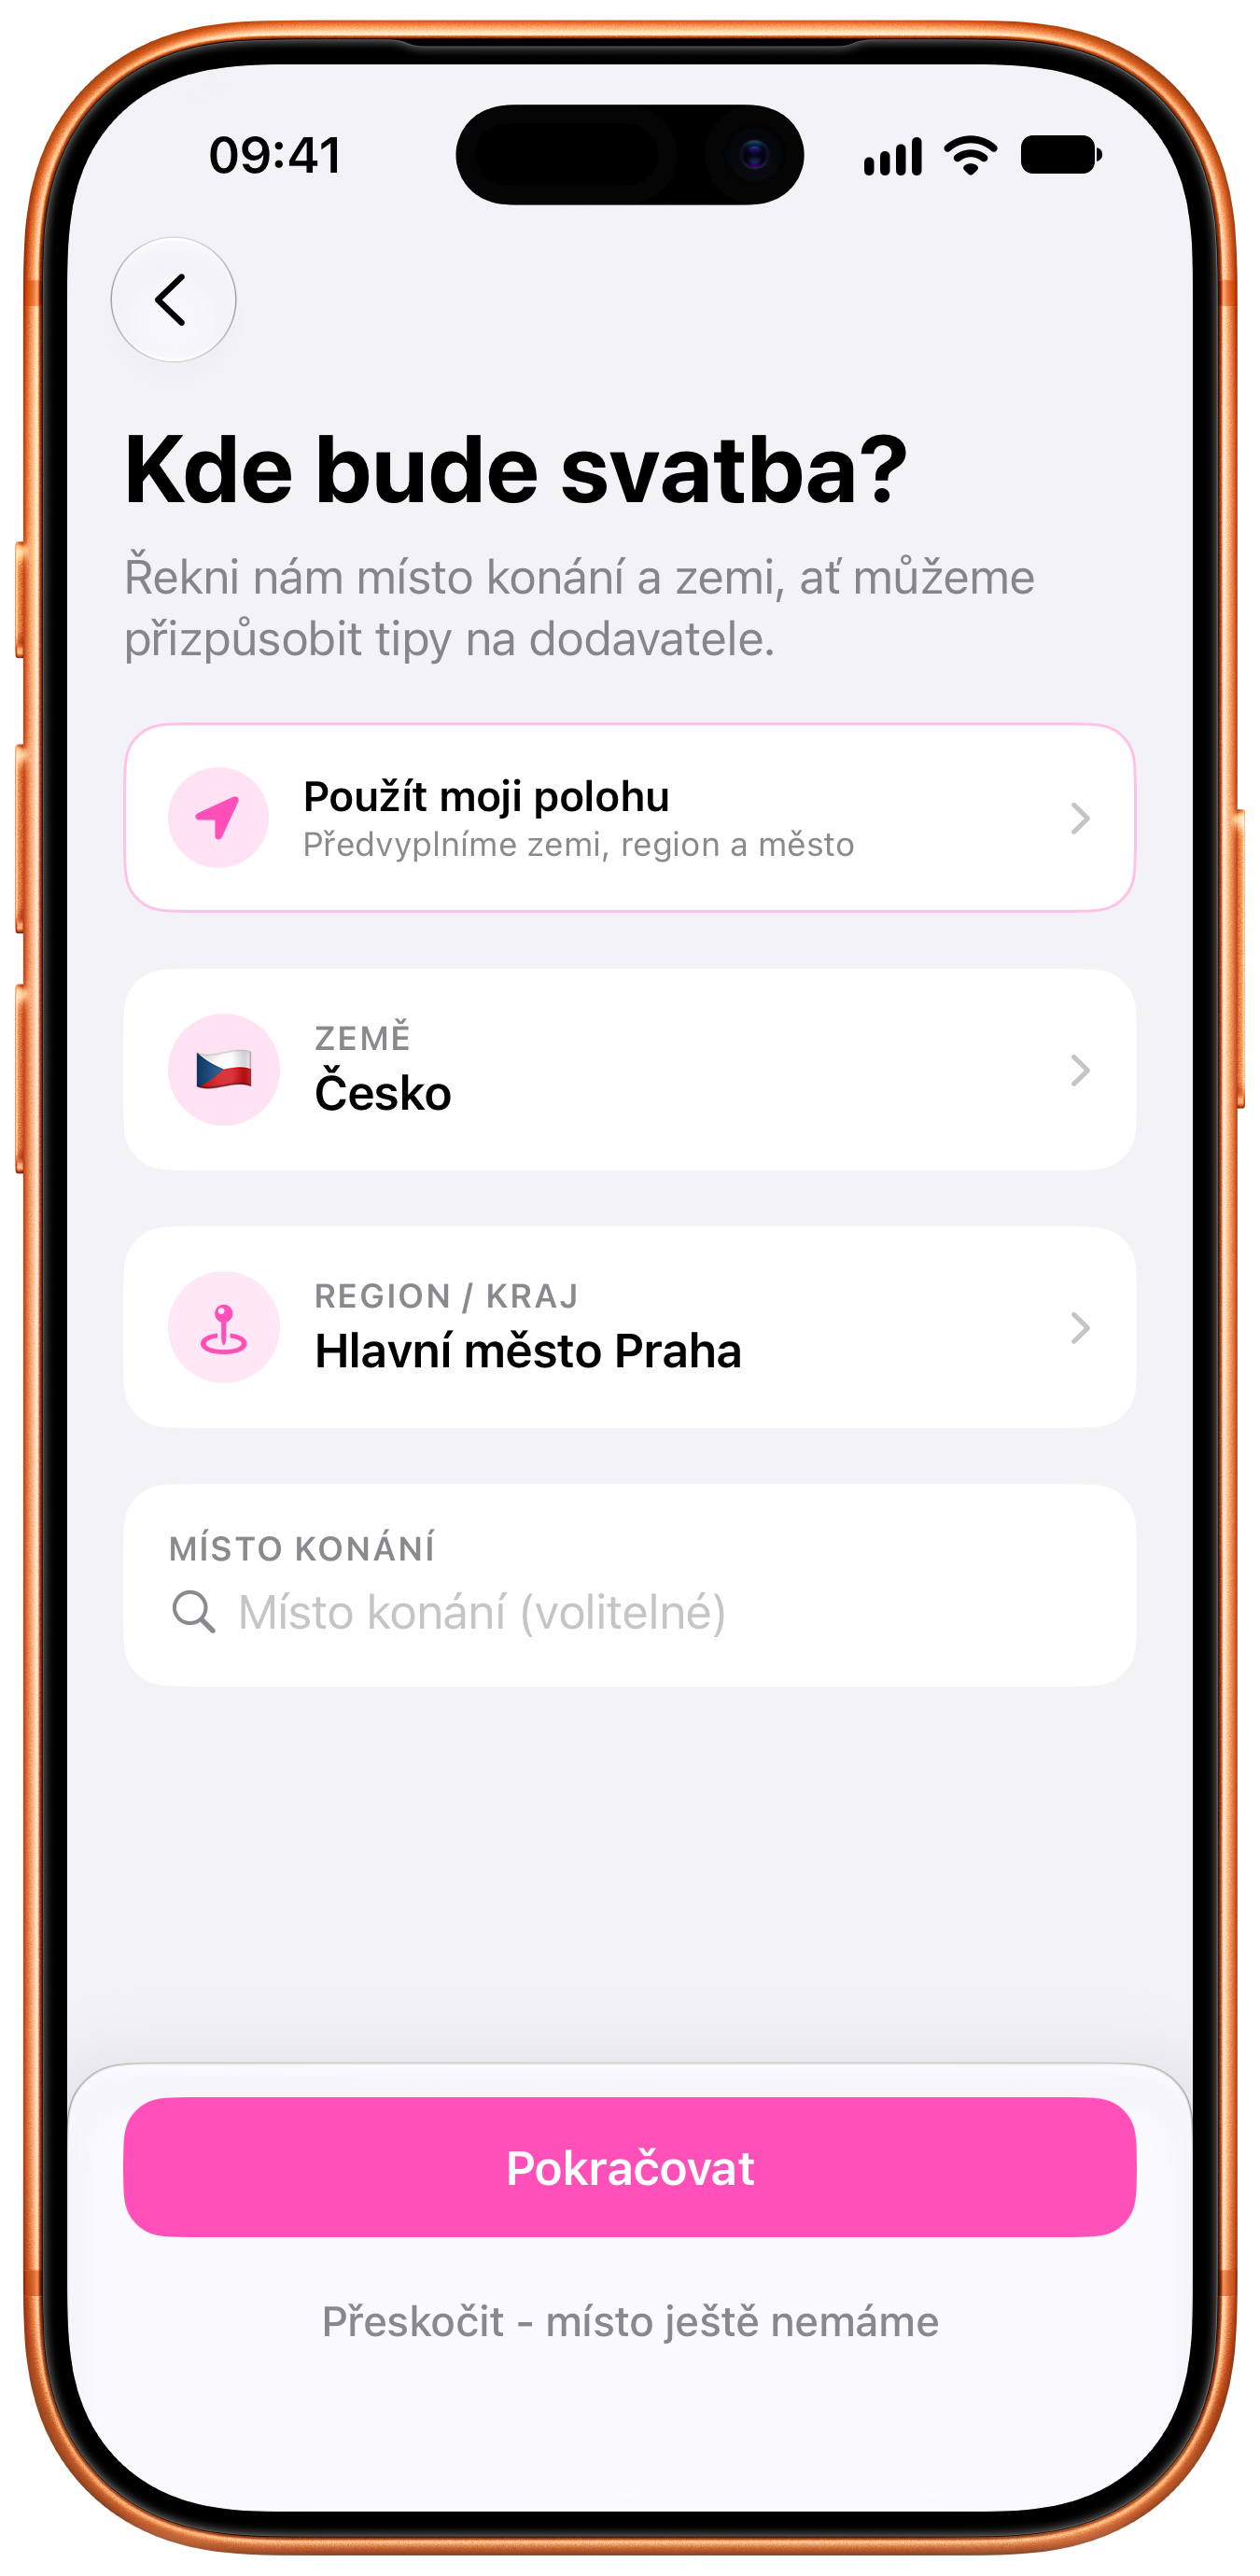 09:41
Kde bude svatba?
Řekni nám místo konání a zemi, ať můžeme
přizpůsobit tipy na dodavatele.
Použít moji polohu
Předvyplníme zemi, region a město
ZEMĚ
Česko
REGION / KRAJ
Hlavní město Praha
MÍSTO KONÁNÍ
Místo konání (volitelné)
Pokračovat
Přeskočit - místo ještě nemáme